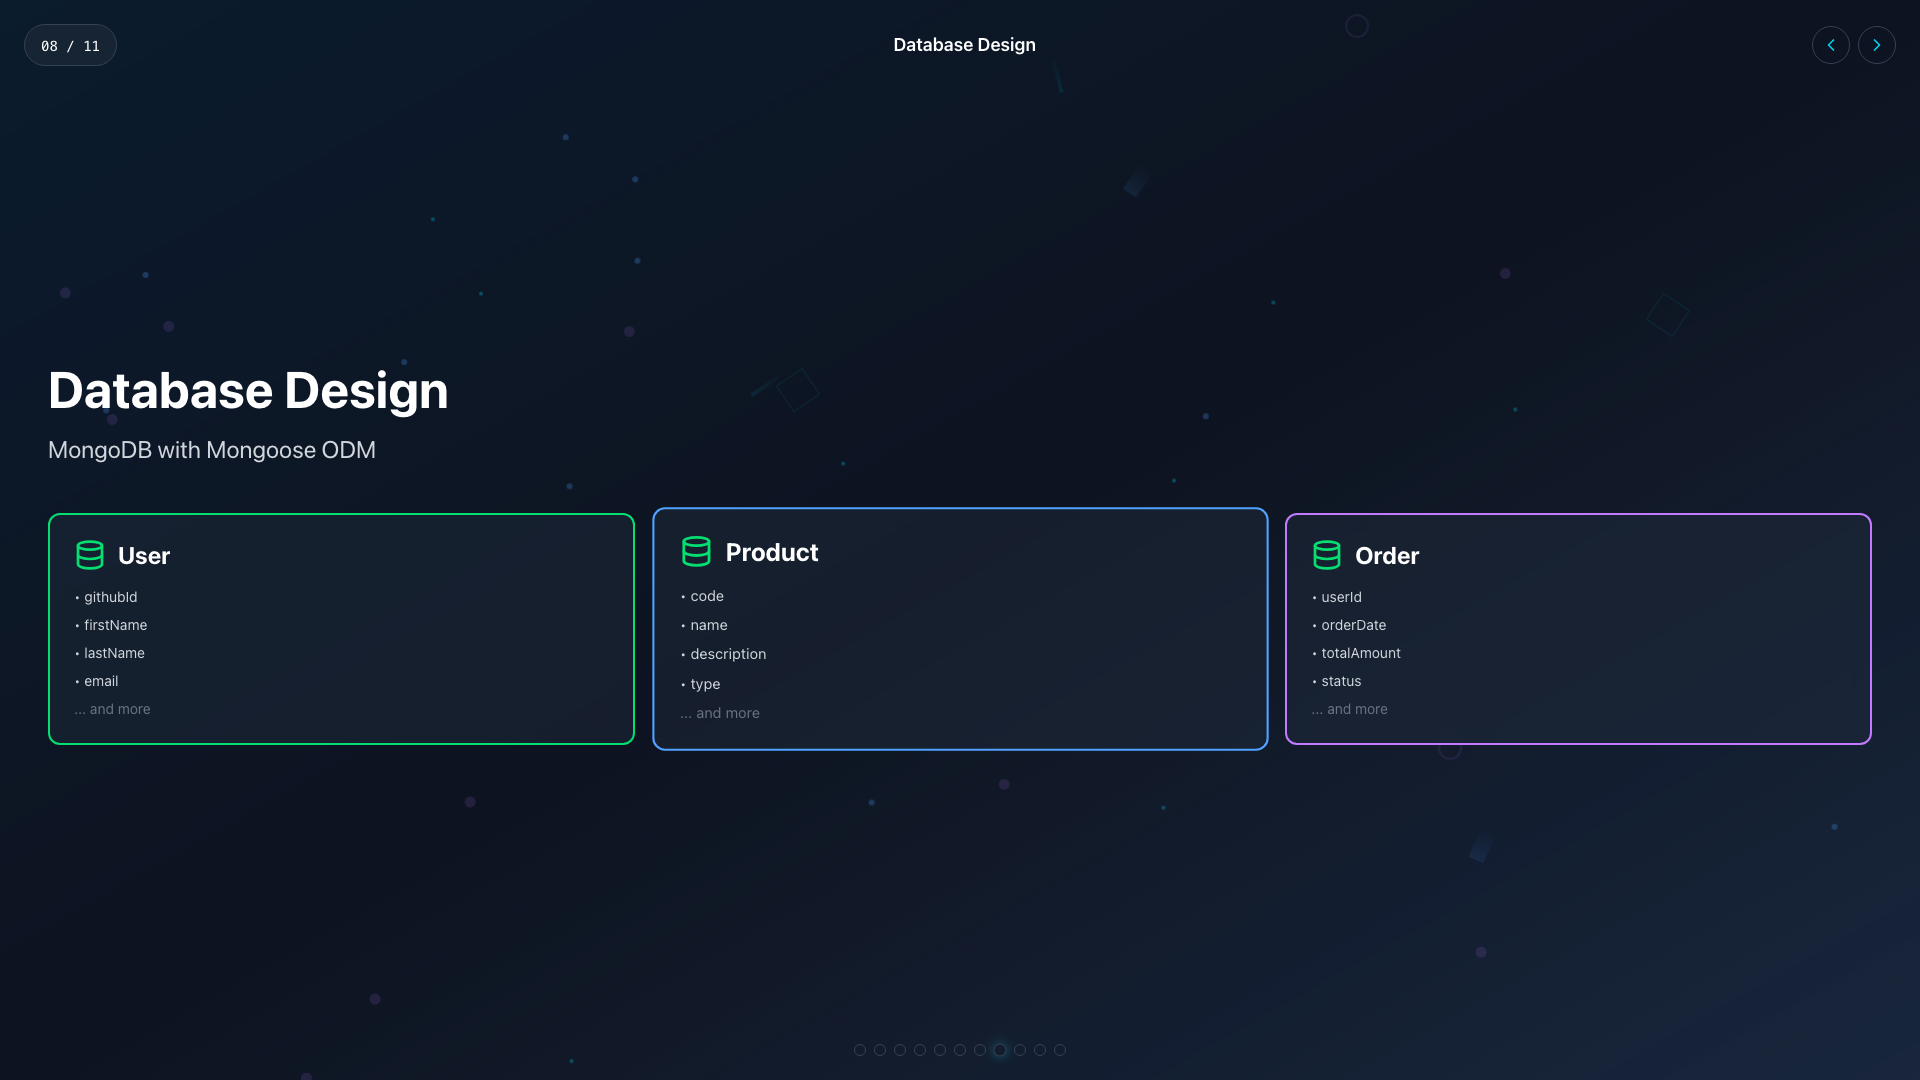 08 / 11
Database Design
Database Design
MongoDB with Mongoose ODM
User
• githubId
• firstName
• lastName
• email
... and more
Product
• code
• name
• description
• type
... and more
Order
• userId
• orderDate
• totalAmount
• status
... and more